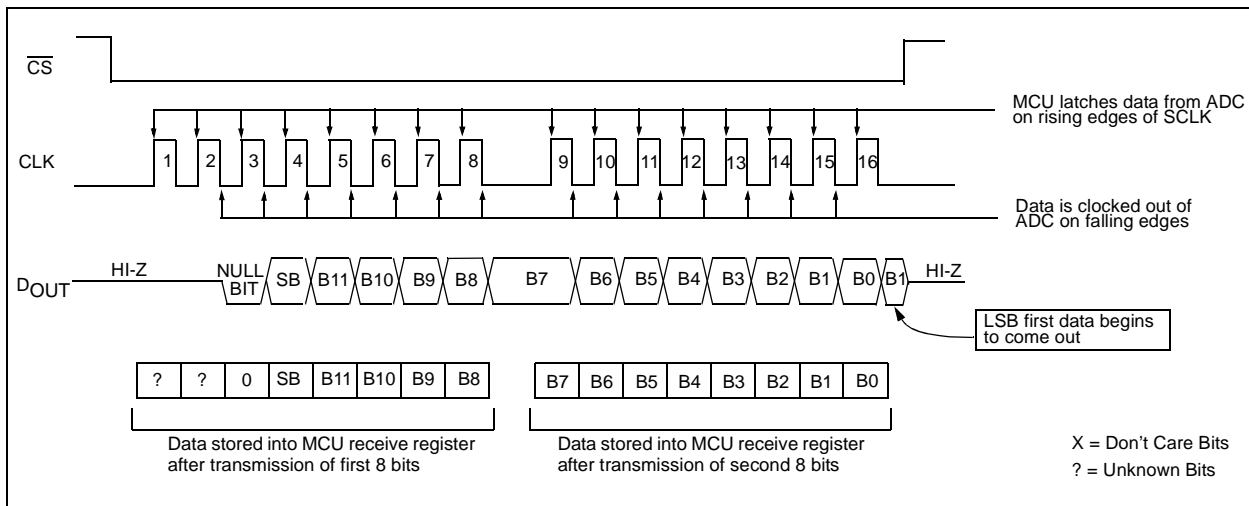 CS
MCU latches data from ADC
on rising edges of SCLK
CLK
1 2 3 4 5 6 7 8 9 10 11 12 13 14 15 16
Data is clocked out of
ADC on falling edges
DOUT
HI-Z
NULL
BIT
SB B11 B10 B9 B8 B7 B6 B5 B4 B3 B2 B1 B0 B1
HI-Z
LSB first data begins
to come out
? ? 0 SB B11 B10 B9 B8
B7 B6 B5 B4 B3 B2 B1 B0
Data stored into MCU receive register
after transmission of first 8 bits
Data stored into MCU receive register
after transmission of second 8 bits
X = Don't Care Bits
? = Unknown Bits